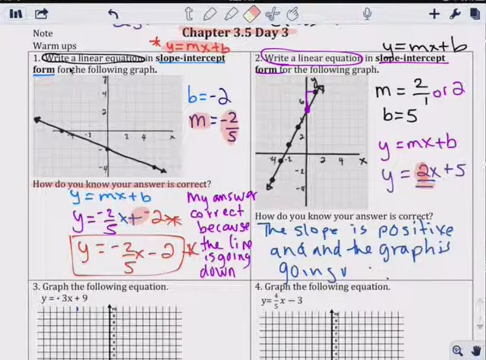 Note
Chapter 3.5 Day 3
Warm ups
* y=mx+b
y=mx+b
1. Write a linear equation in slope-intercept
form for the following graph.
b=-2
m=-2/5
How do you know your answer is correct?
y=mx+b
y=-2/5x+-2*
y=-2/5x-2*
My answer
correct
because
the line
is going
down
2. Write a linear equation in slope-intercept
form for the following graph.
m=2/1 or 2
b=5
y=mx+b
y=2x+5
How do you know your answer is correct?
The slope is positive
and and the graph is
going
3. Graph the following equation.
y = - 3x + 9
4. Graph the following equation.
y=4/5x - 3